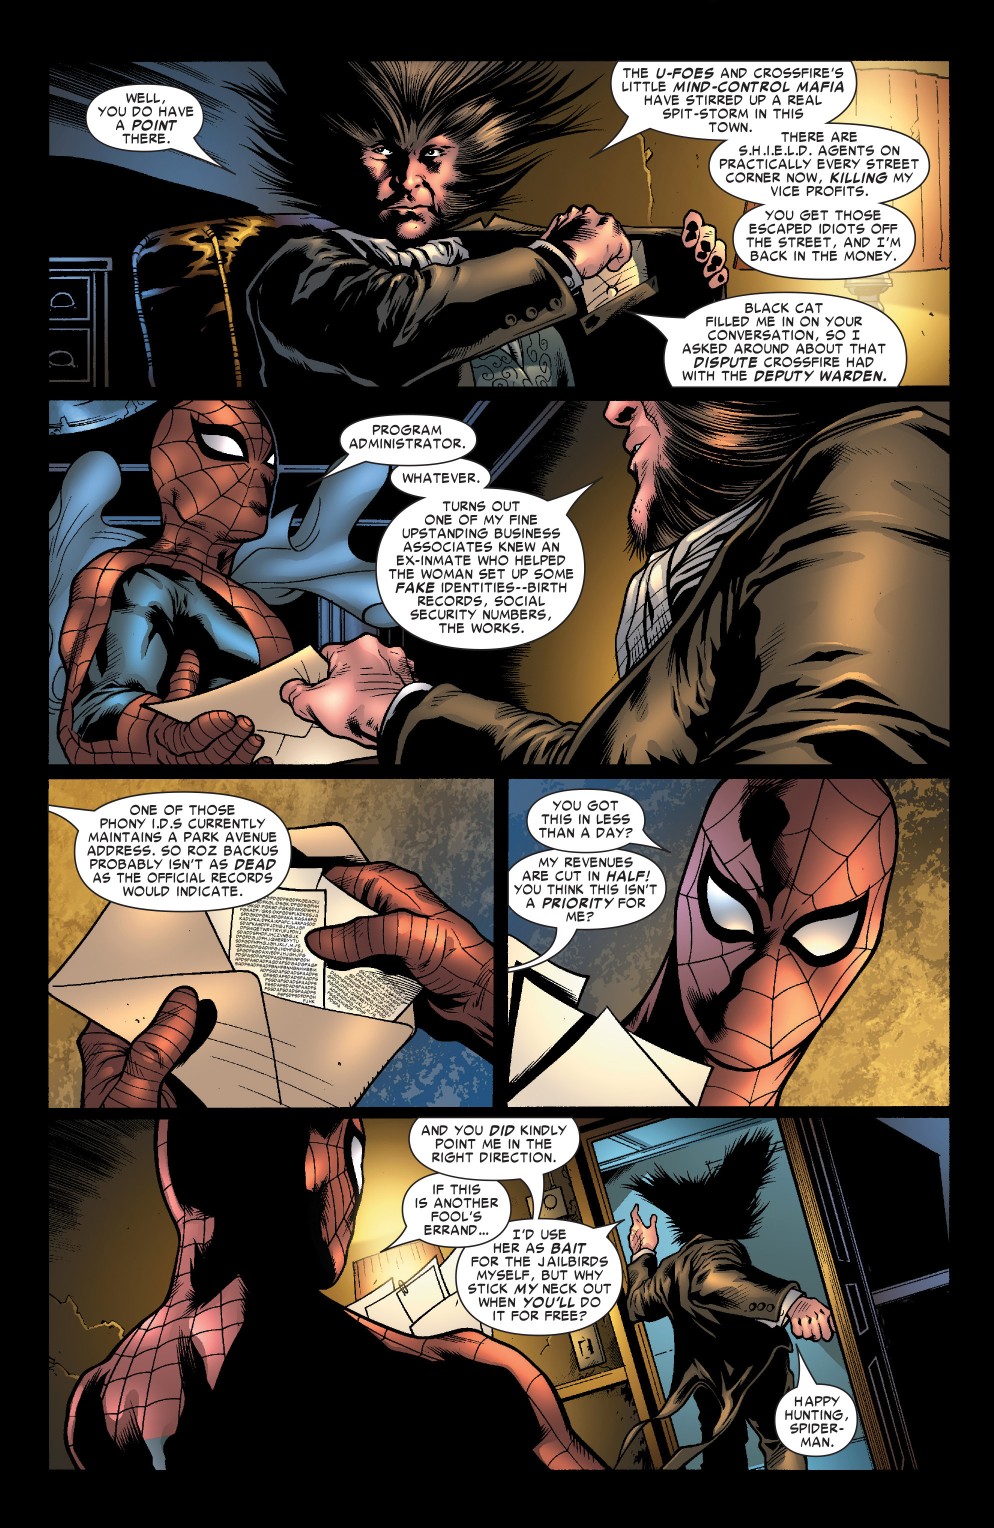 WELL,
YOU DO HAVE
A POINT
THERE.
THE U-FOES AND CROSSFIRE'S
LITTLE MIND-CONTROL MAFIA
HAVE STIRRED UP A REAL
SPIT-STORM IN THIS
TOWN.
THERE ARE
S.H.I.E.L.D. AGENTS ON
PRACTICALLY EVERY STREET
CORNER NOW, KILLING MY
VICE PROFITS.
YOU GET THOSE
ESCAPED IDIOTS OFF
THE STREET, AND I'M
BACK IN THE MONEY.
BLACK CAT
FILLED ME IN ON YOUR
CONVERSATION, SO I
ASKED AROUND ABOUT THAT
DISPUTE CROSSFIRE HAD
WITH THE DEPUTY WARDEN.
PROGRAM
ADMINISTRATOR.
WHATEVER.
TURNS OUT
ONE OF MY FINE
UPSTANDING BUSINESS
ASSOCIATES KNEW AN
EX-INMATE WHO HELPED
THE WOMAN SET UP SOME
FAKE IDENTITIES--BIRTH
RECORDS, SOCIAL
SECURITY NUMBERS,
THE WORKS.
ONE OF THOSE
PHONY I.D.S CURRENTLY
MAINTAINS A PARK AVENUE
ADDRESS. SO ROZ BACKUS
PROBABLY ISN'T AS DEAD
AS THE OFFICIAL RECORDS
WOULD INDICATE.
YOU GOT
THIS IN LESS
THAN A DAY?
MY REVENUES
ARE CUT IN HALF!
YOU THINK THIS ISN'T
A PRIORITY FOR
ME?
AND YOU DID KINDLY
POINT ME IN THE
RIGHT DIRECTION.
IF THIS
IS ANOTHER
FOOL'S
ERRAND...
I'D USE
HER AS BAIT
FOR THE JAILBIRDS
MYSELF, BUT WHY
STICK MY NECK OUT
WHEN YOU'LL DO
IT FOR FREE?
HAPPY
HUNTING,
SPIDER-
MAN.